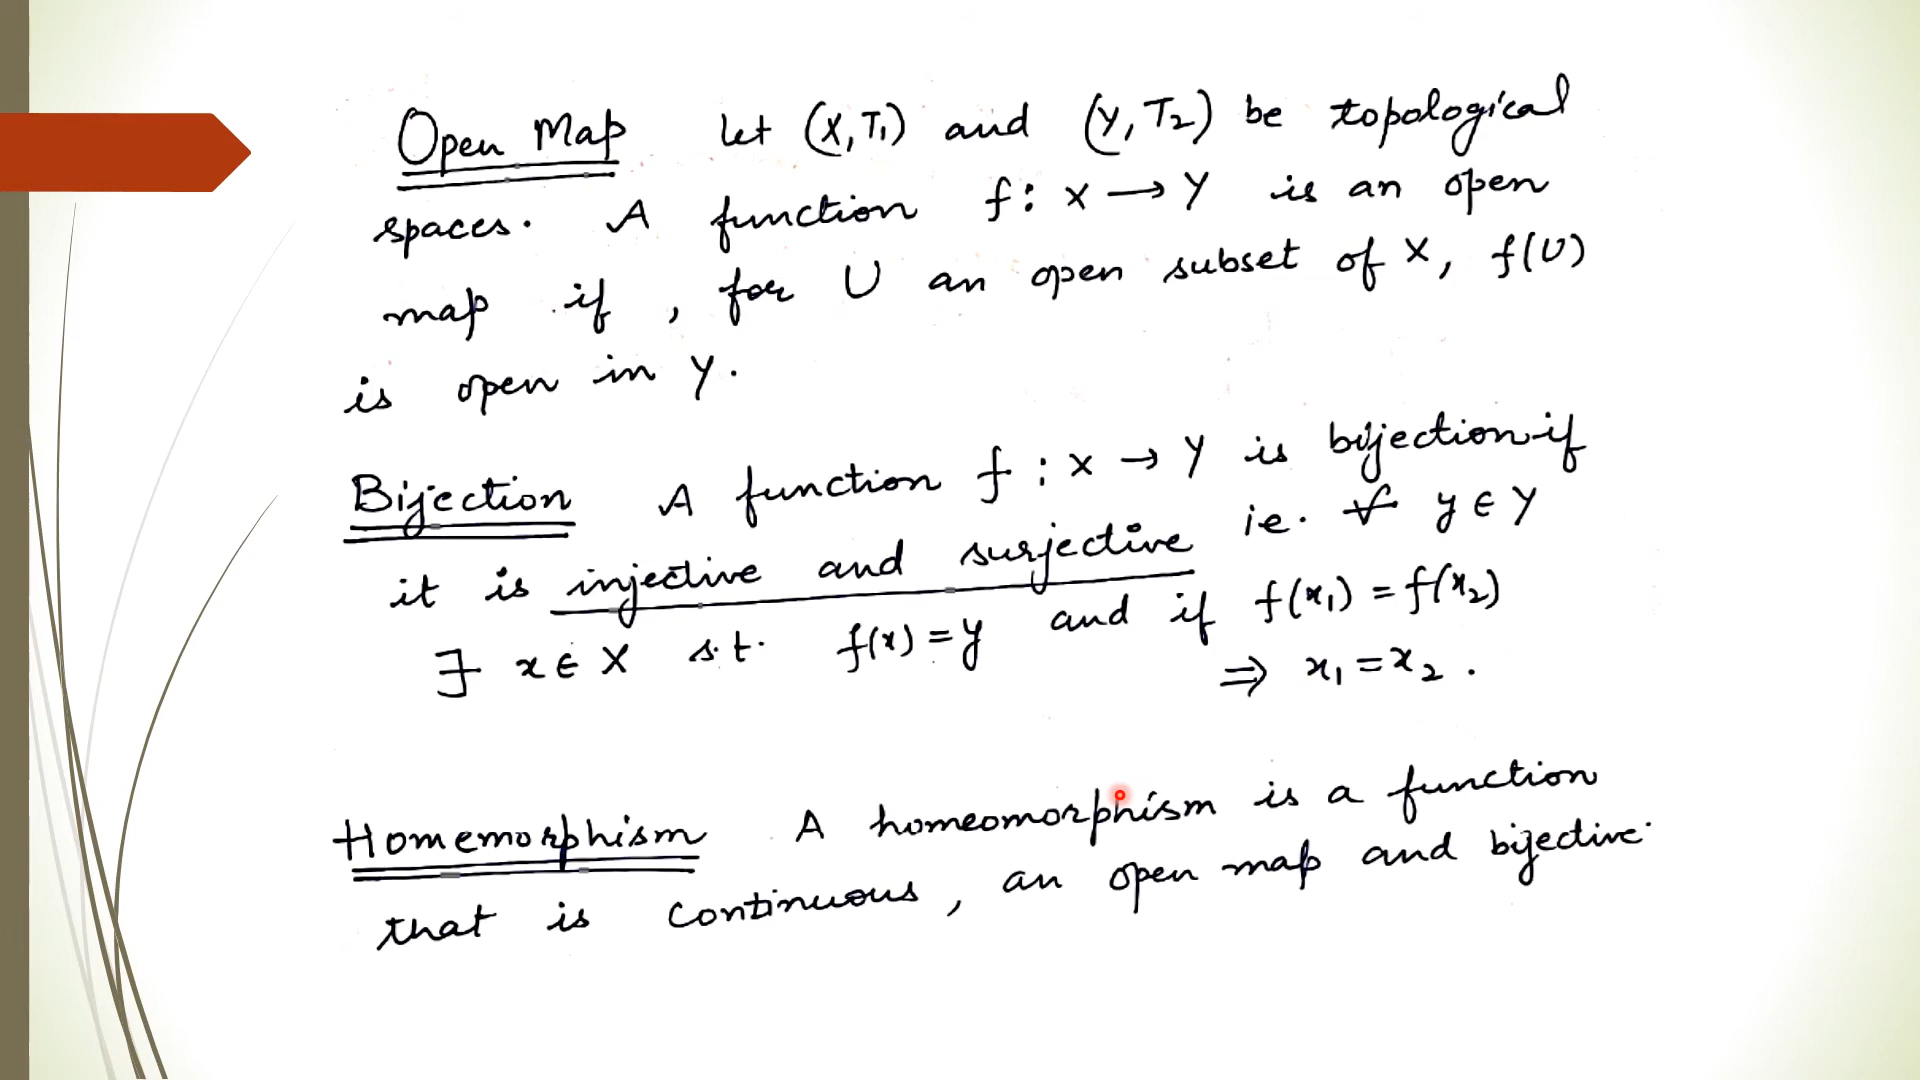 Open Map let (X, T₁) and (Y, T₂) be topological
spaces. A function f: X → Y is an open
map if, for U an open subset of X, f(U)
is open in Y.
Bijection A function f : X → Y is bijection if
it is injective and surjective ie. ∀ y ∈ Y
∃ x ∈ X s.t. f(x) = y and if f(x₁) = f(x₂)
⇒ x₁ = x₂.
Homemorphism A homeomorphism is a function
that is continuous, an open map and bijective.